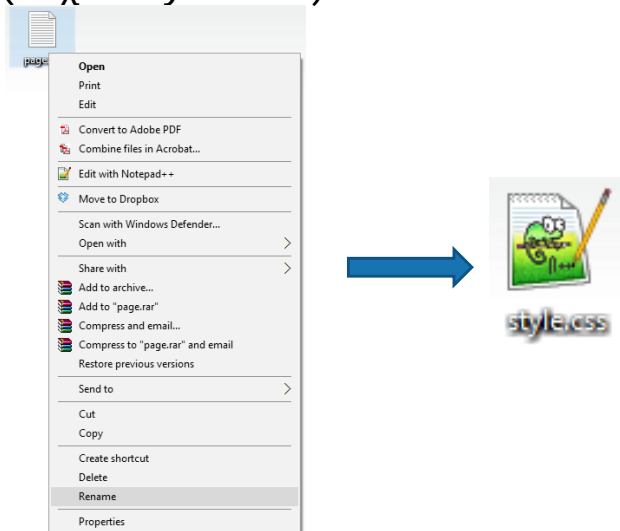 page
Open
Print
Edit
Convert to Adobe PDF
Combine files in Acrobat...
Edit with Notepad++
Move to Dropbox
Scan with Windows Defender...
Open with
Share with
Add to archive...
Add to "page.rar"
Compress and email...
Compress to "page.rar" and email
Restore previous versions
Send to
Cut
Copy
Create shortcut
Delete
Rename
Properties
style.css